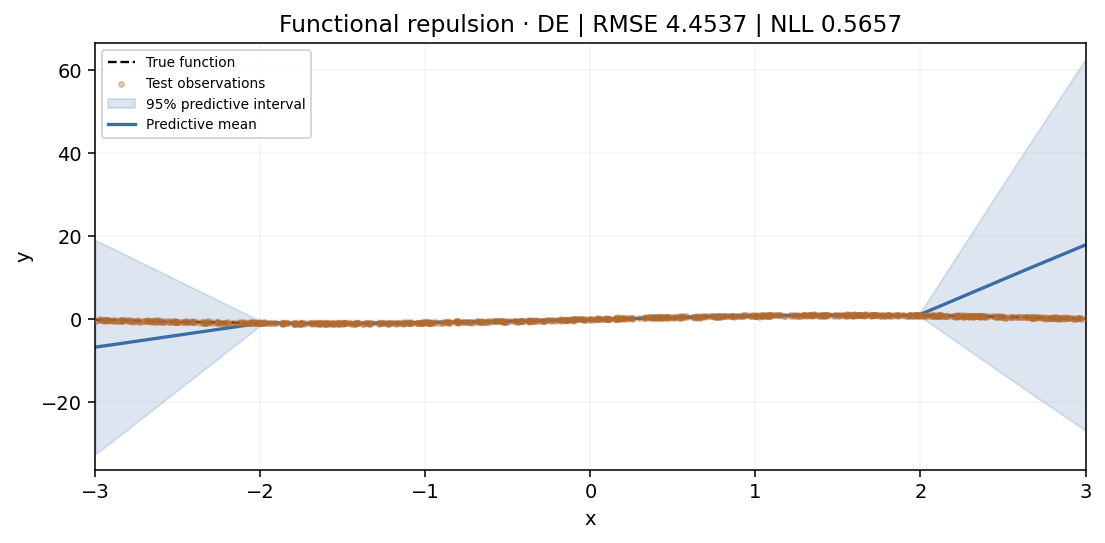 Functional repulsion · DE | RMSE 4.4537 | NLL 0.5657
True function
Test observations
95% predictive interval
Predictive mean
60
40
20
0
−20
y
−3
−2
−1
0
1
2
3
x